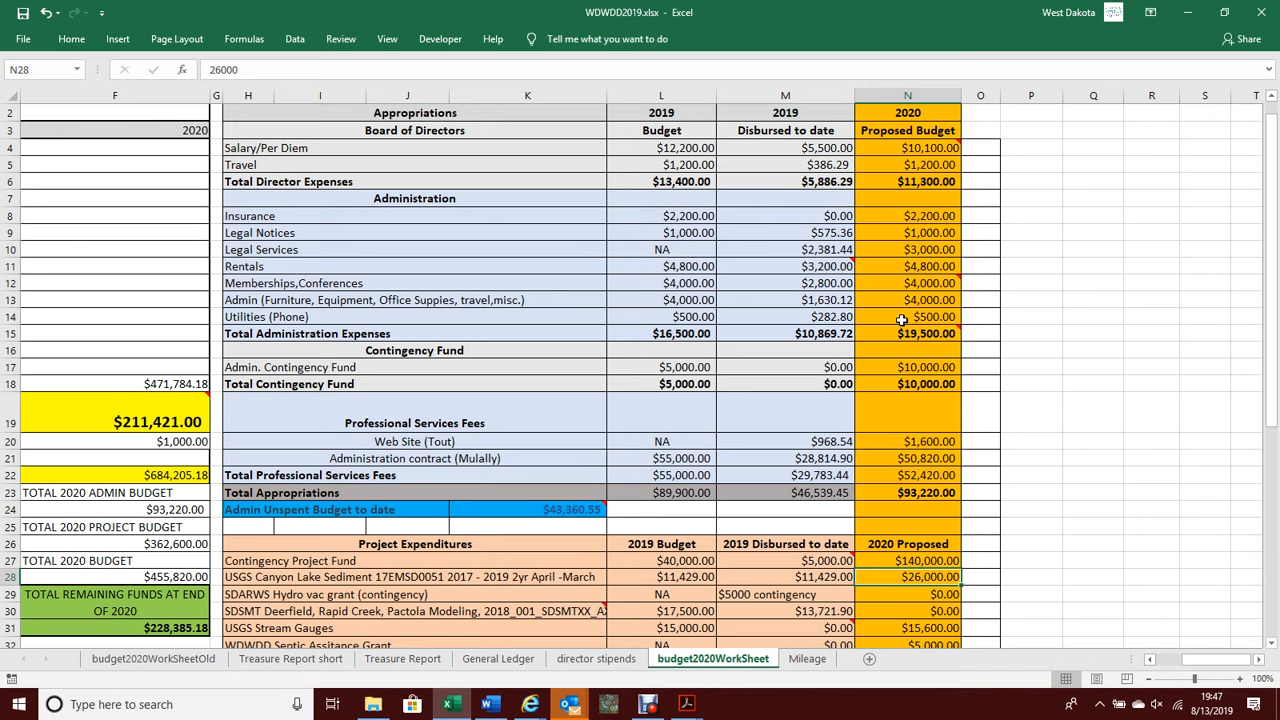 WDWDD2019.xlsx - Excel
West Dakota
File Home Insert Page Layout Formulas Data Review View Developer Help Tell me what you want to do Share
N28 fx 26000
F G H I J K L M N O P Q R S T
2 Appropriations 2019 2019 2020
3 2020 Board of Directors Budget Disbursed to date Proposed Budget
4 Salary/Per Diem $12,200.00 $5,500.00 $10,100.00
5 Travel $1,200.00 $386.29 $1,200.00
6 Total Director Expenses $13,400.00 $5,886.29 $11,300.00
7 Administration
8 Insurance $2,200.00 $0.00 $2,200.00
9 Legal Notices $1,000.00 $575.36 $1,000.00
10 Legal Services NA $2,381.44 $3,000.00
11 Rentals $4,800.00 $3,200.00 $4,800.00
12 Memberships,Conferences $4,000.00 $2,800.00 $4,000.00
13 Admin (Furniture, Equipment, Office Suppies, travel,misc.) $4,000.00 $1,630.12 $4,000.00
14 Utilities (Phone) $500.00 $282.80 $500.00
15 Total Administration Expenses $16,500.00 $10,869.72 $19,500.00
16 Contingency Fund
17 Admin. Contingency Fund $5,000.00 $0.00 $10,000.00
18 $471,784.18 Total Contingency Fund $5,000.00 $0.00 $10,000.00
19 $211,421.00 Professional Services Fees
20 $1,000.00 Web Site (Tout) NA $968.54 $1,600.00
21 Administration contract (Mulally) $55,000.00 $28,814.90 $50,820.00
22 $684,205.18 Total Professional Services Fees $55,000.00 $29,783.44 $52,420.00
23 TOTAL 2020 ADMIN BUDGET Total Appropriations $89,900.00 $46,539.45 $93,220.00
24 $93,220.00 Admin Unspent Budget to date $43,360.55
25 TOTAL 2020 PROJECT BUDGET
26 $362,600.00 Project Expenditures 2019 Budget 2019 Disbursed to date 2020 Proposed
27 TOTAL 2020 BUDGET Contingency Project Fund $40,000.00 $5,000.00 $140,000.00
28 $455,820.00 USGS Canyon Lake Sediment 17EMSD0051 2017 - 2019 2yr April -March $11,429.00 $11,429.00 $26,000.00
29 TOTAL REMAINING FUNDS AT END SDARWS Hydro vac grant (contingency) NA $5000 contingency $0.00
30 OF 2020 SDSMT Deerfield, Rapid Creek, Pactola Modeling, 2018_001_SDSMTXX_A $17,500.00 $13,721.90 $0.00
31 $228,385.18 USGS Stream Gauges $15,000.00 $0.00 $15,600.00
32 WDWDD Septic Assitance Grant NA $5,000.00
budget2020WorkSheetOld Treasure Report short Treasure Report General Ledger director stipends budget2020WorkSheet Mileage
100%
Type here to search
19:47
8/13/2019